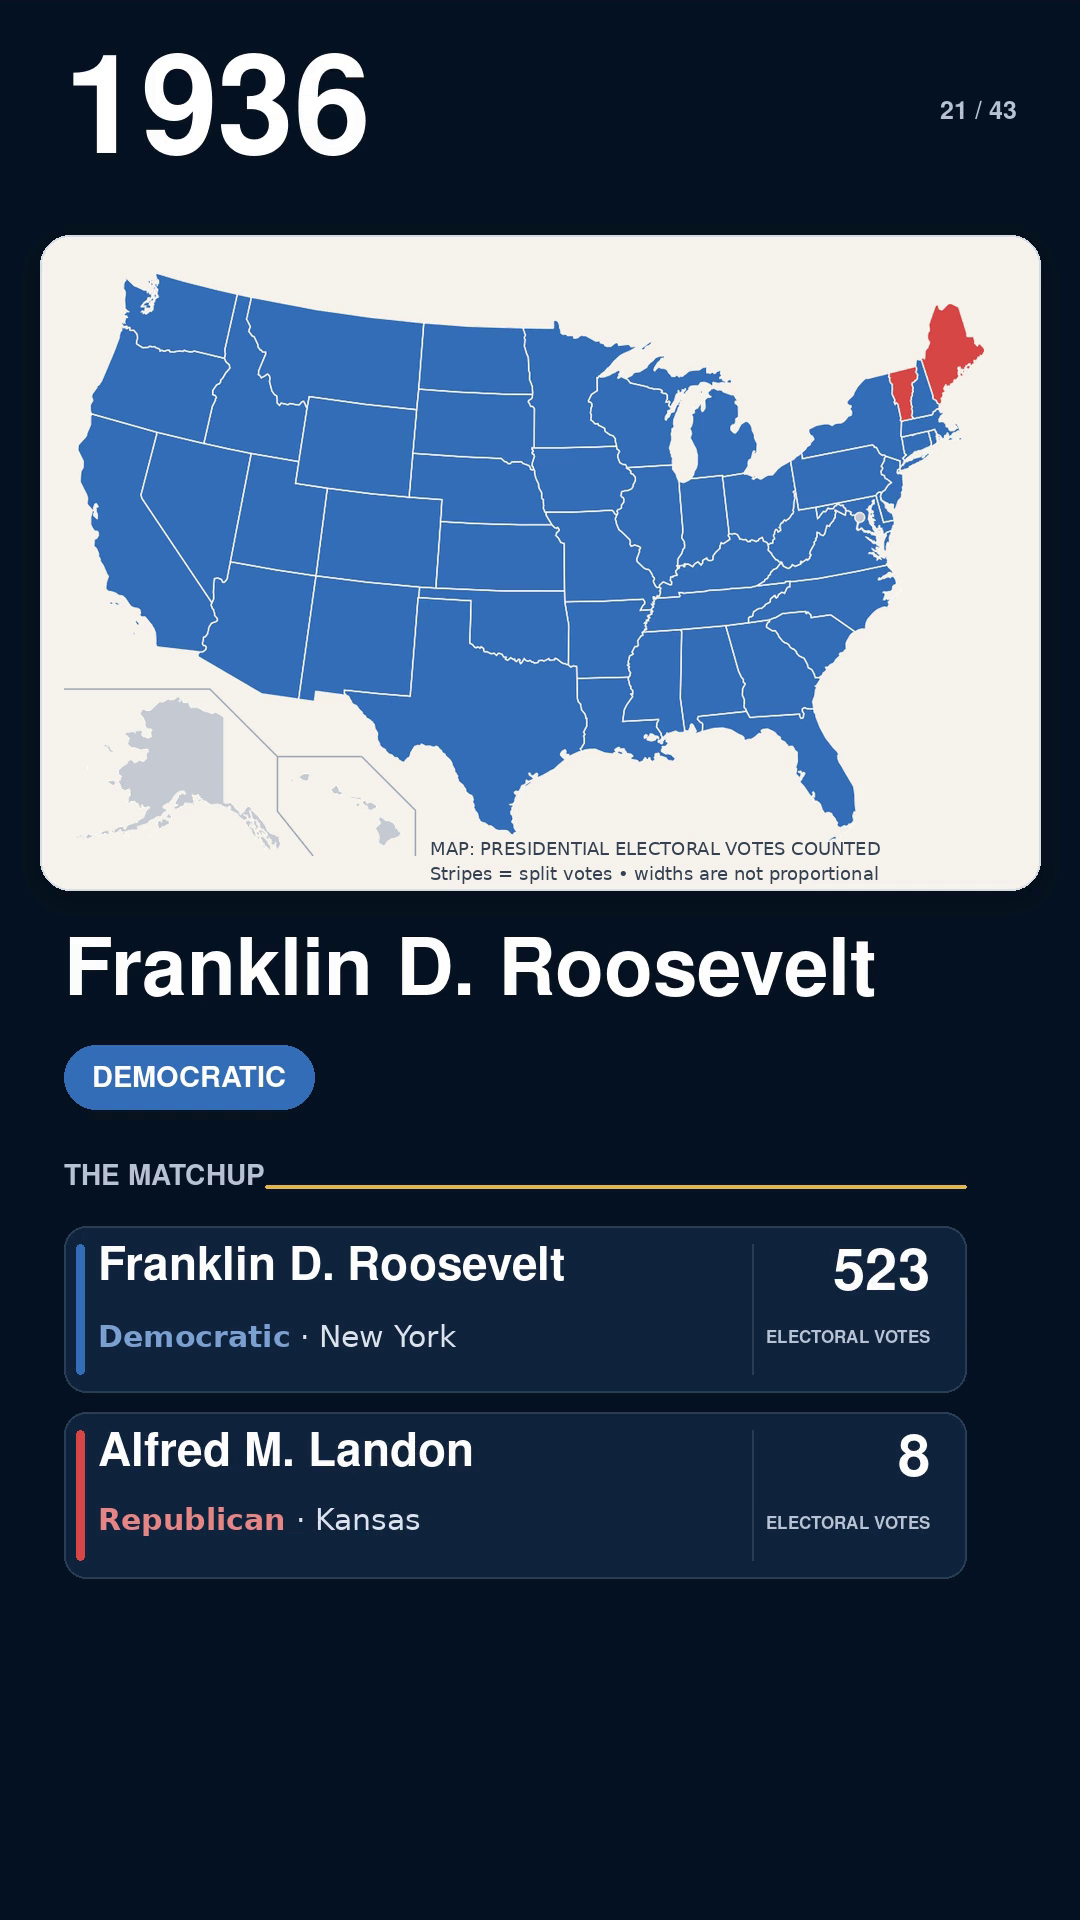 1936
21 / 43
MAP: PRESIDENTIAL ELECTORAL VOTES COUNTED
Stripes = split votes • widths are not proportional
Franklin D. Roosevelt
DEMOCRATIC
THE MATCHUP
Franklin D. Roosevelt
523
Democratic · New York
ELECTORAL VOTES
Alfred M. Landon
8
Republican · Kansas
ELECTORAL VOTES